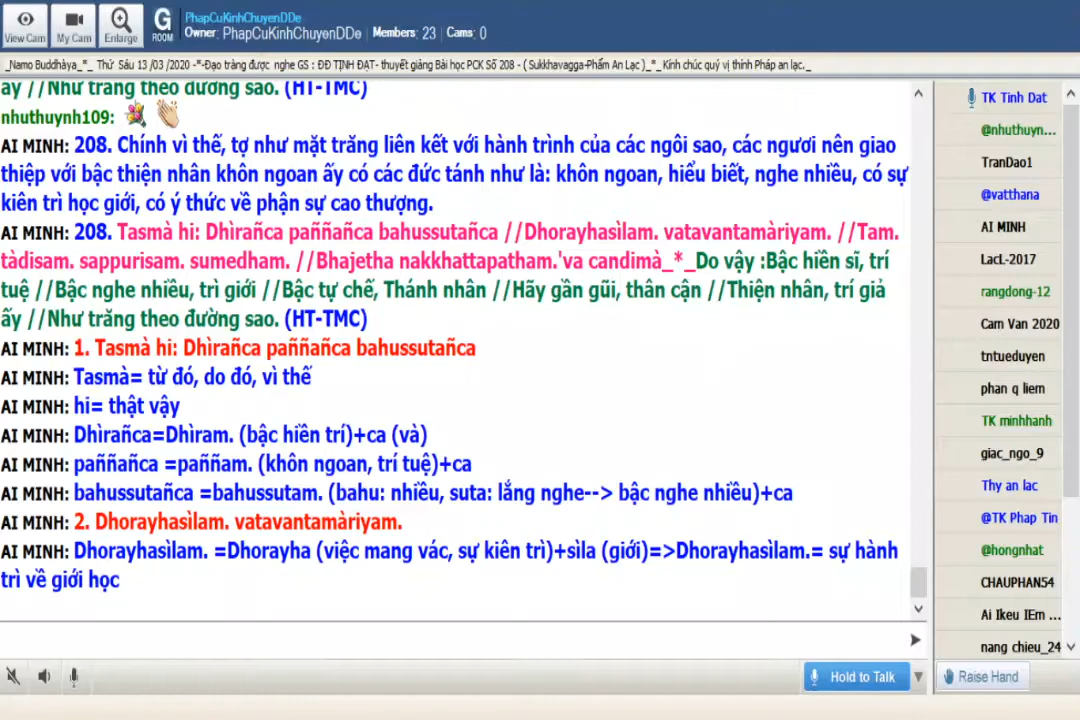 View Cam
My Cam
Enlarge
G
ROOM
PhapCuKinhChuyenDDe
Owner: PhapCuKinhChuyenDDe Members: 23 Cams: 0
_Namo Buddhàya_*_ Thứ Sáu 13 /03 /2020 -*-Đạo tràng được nghe GS : ĐĐ TỊNH ĐẠT- thuyết giảng Bài học PCK Số 208 - ( Sukkhavagga-Phẩm An Lạc )_*_ Kính chúc quý vị thính Pháp an lạc._
ấy //Như trăng theo đường sao. (HT-TMC)
nhuthuynh109:
AI MINH: 208. Chính vì thế, tợ như mặt trăng liên kết với hành trình của các ngôi sao, các ngươi nên giao
thiệp với bậc thiện nhân khôn ngoan ấy có các đức tánh như là: khôn ngoan, hiểu biết, nghe nhiều, có sự
kiên trì học giới, có ý thức về phận sự cao thượng.
AI MINH: 208. Tasmà hi: Dhìrañca paññañca bahussutañca //Dhorayhasìlam. vatavantamàriyam. //Tam.
tàdisam. sappurisam. sumedham. //Bhajetha nakkhattapatham.'va candimà_*_Do vậy :Bậc hiền sĩ, trí
tuệ //Bậc nghe nhiều, trì giới //Bậc tự chế, Thánh nhân //Hãy gần gũi, thân cận //Thiện nhân, trí giả
ấy //Như trăng theo đường sao. (HT-TMC)
AI MINH: 1. Tasmà hi: Dhìrañca paññañca bahussutañca
AI MINH: Tasmà= từ đó, do đó, vì thế
AI MINH: hi= thật vậy
AI MINH: Dhìrañca=Dhìram. (bậc hiền trí)+ca (và)
AI MINH: paññañca =paññam. (khôn ngoan, trí tuệ)+ca
AI MINH: bahussutañca =bahussutam. (bahu: nhiều, suta: lắng nghe--> bậc nghe nhiều)+ca
AI MINH: 2. Dhorayhasìlam. vatavantamàriyam.
AI MINH: Dhorayhasìlam. =Dhorayha (việc mang vác, sự kiên trì)+sìla (giới)=>Dhorayhasìlam.= sự hành
trì về giới học
TK Tinh Dat
@nhuthuyn...
TranDao1
@vatthana
AI MINH
LacL-2017
rangdong-12
Cam Van 2020
tntueduyen
phan q liem
TK minhhanh
giac_ngo_9
Thy an lac
@TK Phap Tin
@hongnhat
CHAUPHAN54
Ai Ikeu IEm ...
nang chieu_24
Hold to Talk
Raise Hand